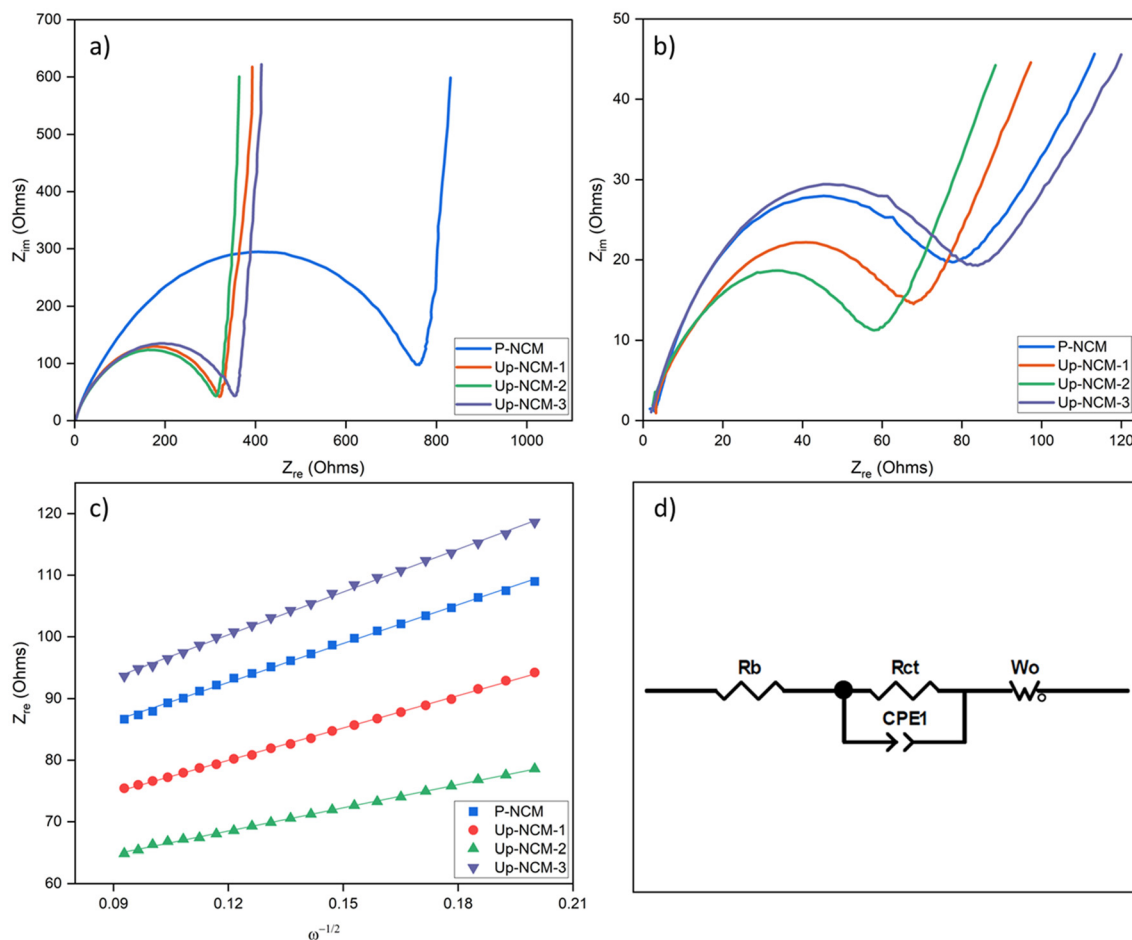 a)
700
600
500
400
300
200
100
0
Z_im (Ohms)
0 200 400 600 800 1000
Z_re (Ohms)
P-NCM
Up-NCM-1
Up-NCM-2
Up-NCM-3
b)
50
40
30
20
10
0
Z_im (Ohms)
0 20 40 60 80 100 120
Z_re (Ohms)
P-NCM
Up-NCM-1
Up-NCM-2
Up-NCM-3
c)
120
110
100
90
80
70
60
Z_re (Ohms)
0.09 0.12 0.15 0.18 0.21
ω^−1/2
P-NCM
Up-NCM-1
Up-NCM-2
Up-NCM-3
d)
Rb Rct Wo
CPE1